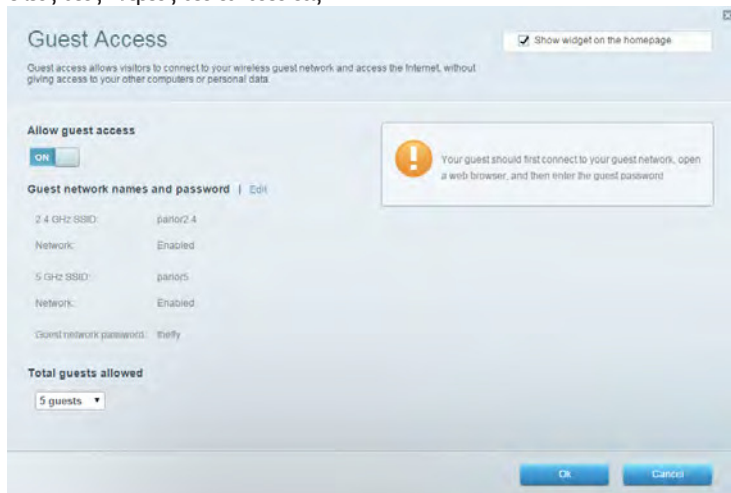 Guest Access
Show widget on the homepage
Guest access allows visitors to connect to your wireless guest network and access the Internet, without
giving access to your other computers or personal data
Allow guest access
ON
Your guest should first connect to your guest network, open
a web browser, and then enter the guest password
Guest network names and password | Edit
2.4 GHz SSID: parlor2.4
Network: Enabled
5 GHz SSID: parlor5
Network: Enabled
Guest network password:
Total guests allowed
5 guests
Ok Cancel